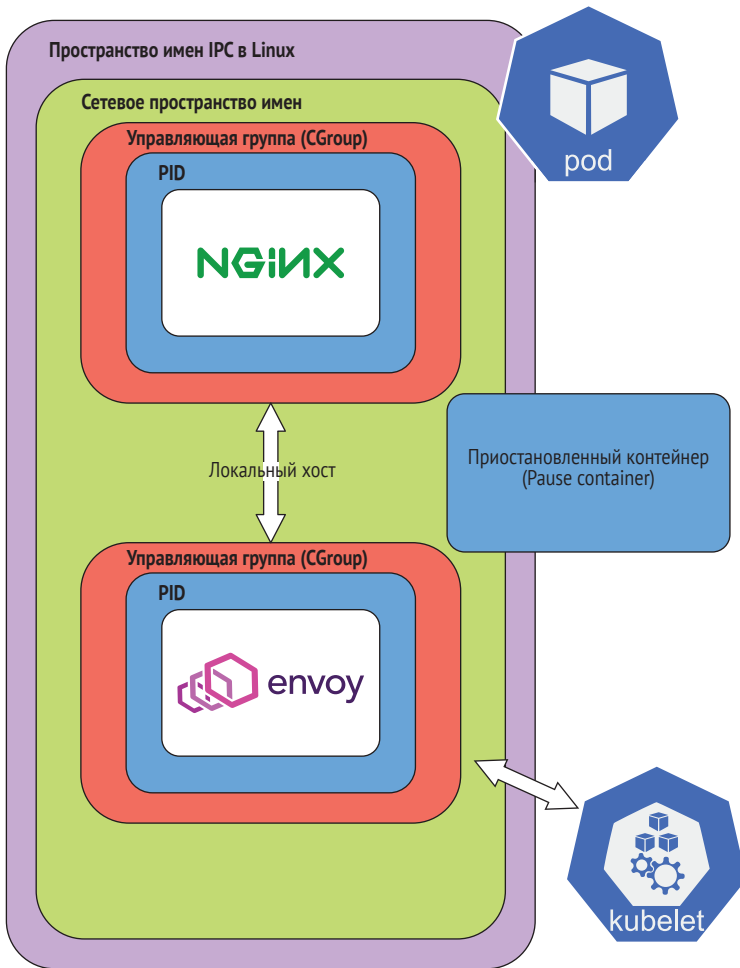 Пространство имен IPC в Linux
Сетевое пространство имен
Управляющая группа (CGroup)
PID
NGiNX
pod
Локальный хост
Приостановленный контейнер
(Pause container)
Управляющая группа (CGroup)
PID
envoy
kubelet